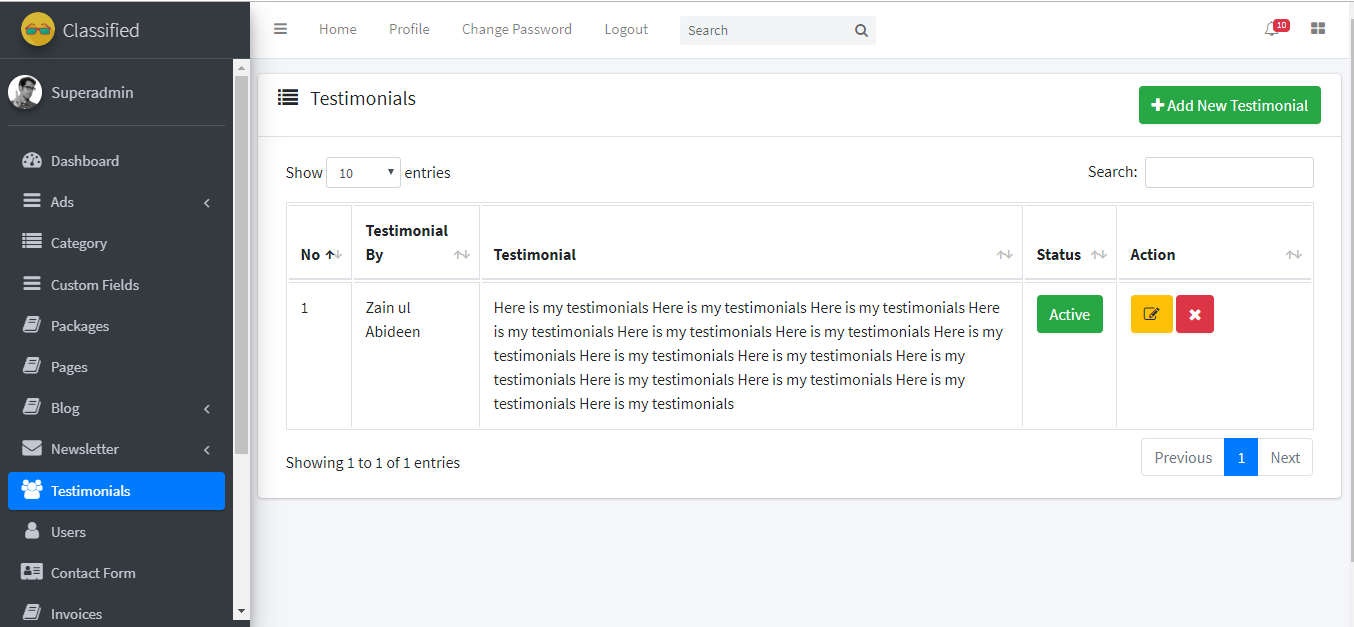 Classified
Home Profile Change Password Logout Search 10
Superadmin
Dashboard
Ads
Category
Custom Fields
Packages
Pages
Blog
Newsletter
Testimonials
Users
Contact Form
Invoices
Testimonials
Add New Testimonial
Show 10 entries Search:
No Testimonial By Testimonial Status Action
1
Zain ul
Abideen
Here is my testimonials Here is my testimonials Here is my testimonials Here
is my testimonials Here is my testimonials Here is my testimonials Here is my
testimonials Here is my testimonials Here is my testimonials Here is my
testimonials Here is my testimonials Here is my testimonials Here is my
testimonials Here is my testimonials
Active
Showing 1 to 1 of 1 entries
Previous 1 Next